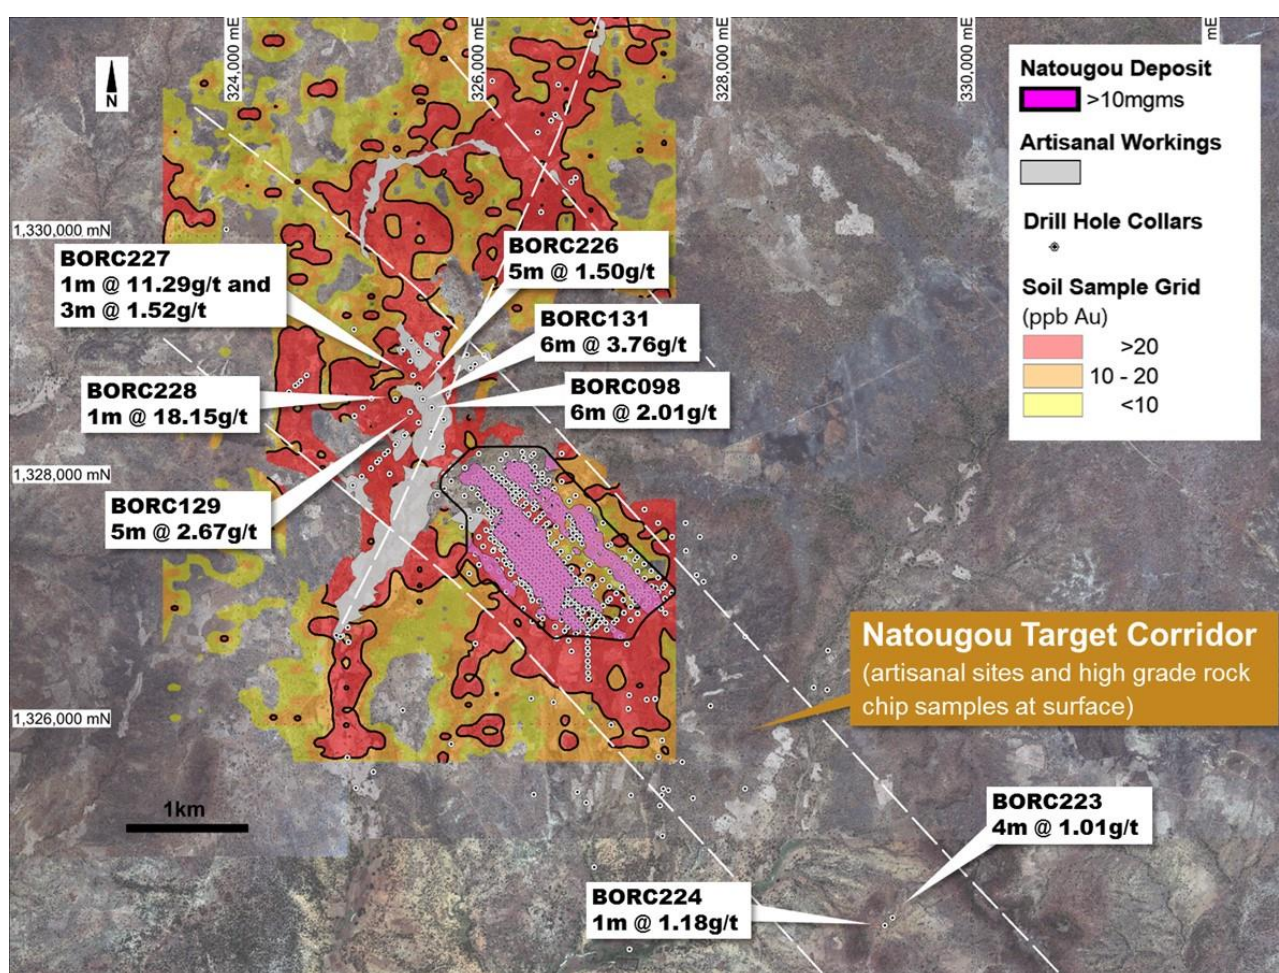 324,000 mE
326,000 mE
328,000 mE
330,000 mE
mE
N
1,330,000 mN
1,328,000 mN
1,326,000 mN
Natougou Deposit
>10mgms
Artisanal Workings
Drill Hole Collars
Soil Sample Grid
(ppb Au)
>20
10 - 20
<10
BORC227
1m @ 11.29g/t and
3m @ 1.52g/t
BORC226
5m @ 1.50g/t
BORC131
6m @ 3.76g/t
BORC228
1m @ 18.15g/t
BORC098
6m @ 2.01g/t
BORC129
5m @ 2.67g/t
Natougou Target Corridor
(artisanal sites and high grade rock
chip samples at surface)
1km
BORC223
4m @ 1.01g/t
BORC224
1m @ 1.18g/t